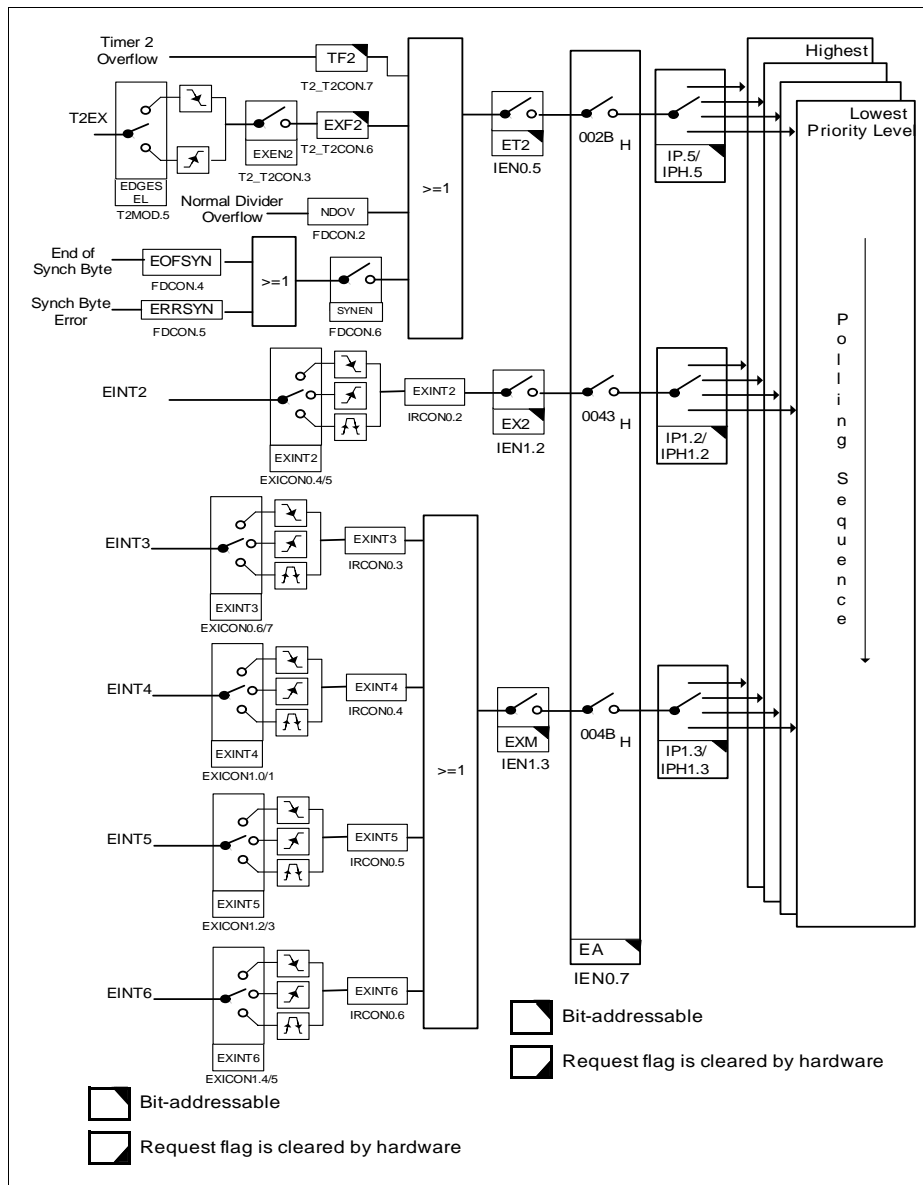 Timer 2
Overflow
TF2
T2_T2CON.7
T2EX
EDGES
EL
T2MOD.5
EXEN2
T2_T2CON.3
EXF2
T2_T2CON.6
Normal Divider
Overflow
NDOV
FDCON.2
End of
Synch Byte
EOFSYN
FDCON.4
Synch Byte
Error
ERRSYN
FDCON.5
>=1
SYNEN
FDCON.6
>=1
ET2
IEN0.5
002B H
IP.5/
IPH.5
Highest
Lowest
Priority Level
EINT2
EXINT2
EXICON0.4/5
EXINT2
IRCON0.2
EX2
IEN1.2
0043 H
IP1.2/
IPH1.2
Polling Sequence
EINT3
EXINT3
EXICON0.6/7
EXINT3
IRCON0.3
EINT4
EXINT4
EXICON1.0/1
EXINT4
IRCON0.4
>=1
EXM
IEN1.3
004B H
IP1.3/
IPH1.3
EINT5
EXINT5
EXICON1.2/3
EXINT5
IRCON0.5
EINT6
EXINT6
EXICON1.4/5
EXINT6
IRCON0.6
EA
IEN0.7
Bit-addressable
Request flag is cleared by hardware
Bit-addressable
Request flag is cleared by hardware